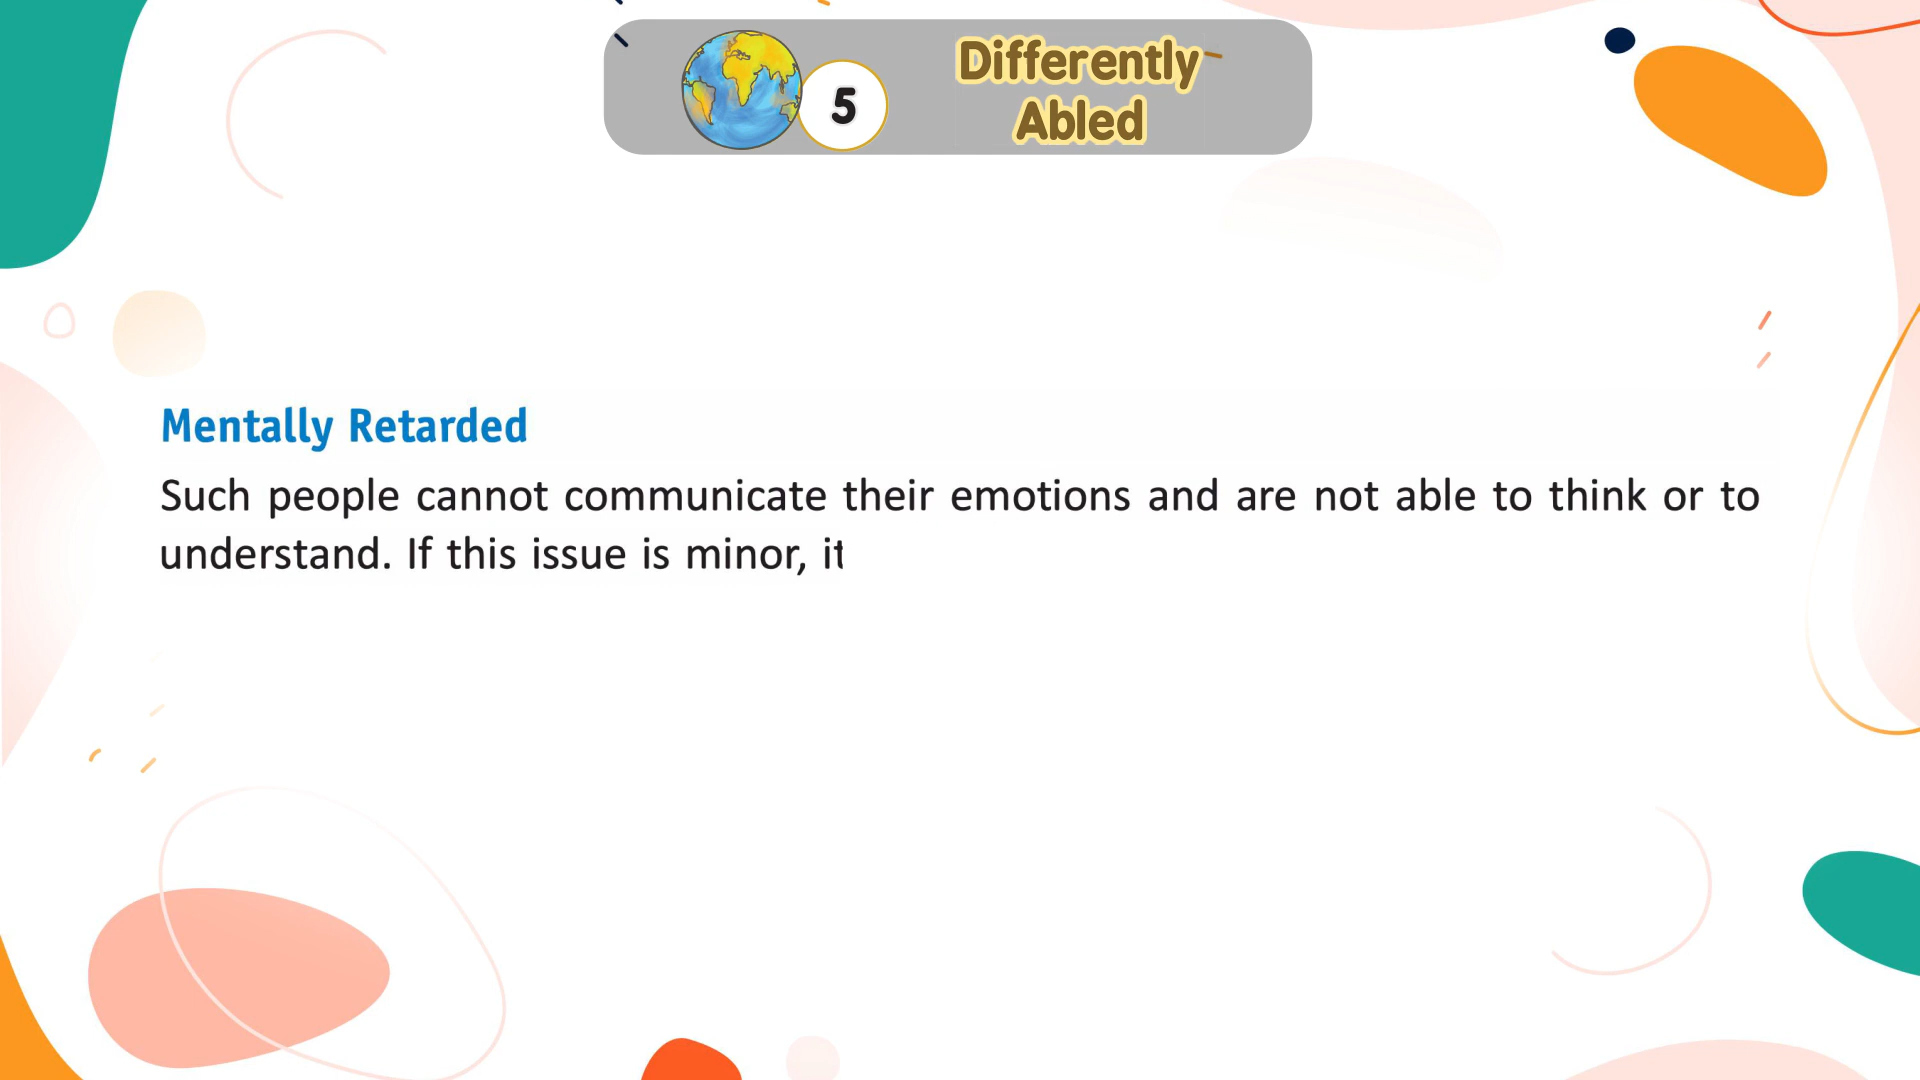 5
Differently
Abled
Mentally Retarded
Such people cannot communicate their emotions and are not able to think or to
understand. If this issue is minor, it